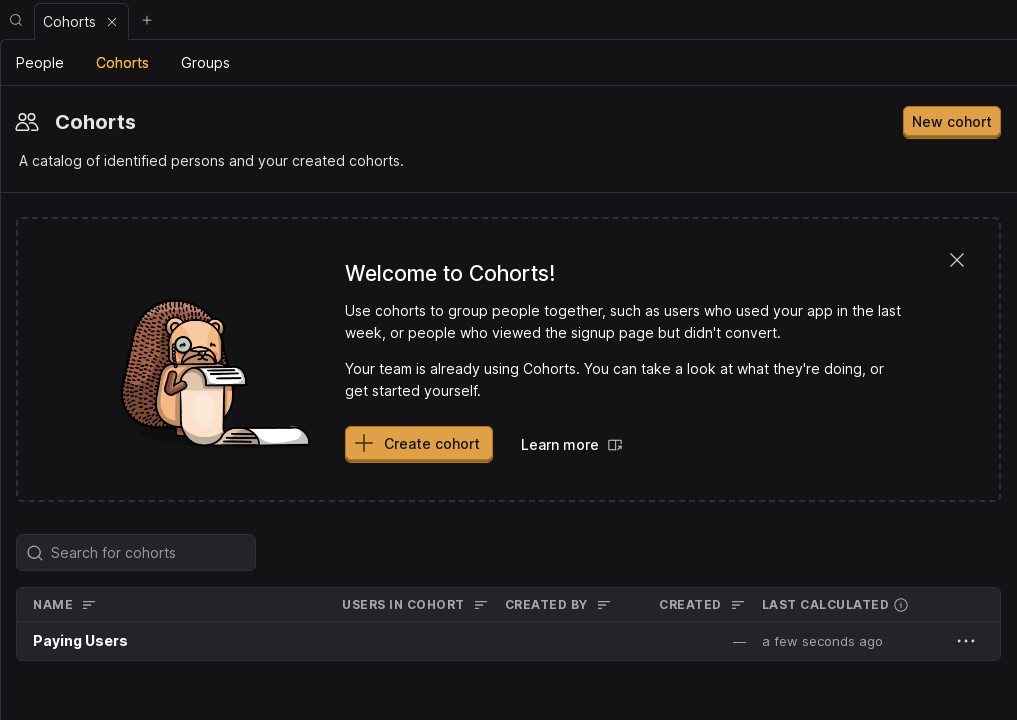 Cohorts
People Cohorts Groups
Cohorts
New cohort
A catalog of identified persons and your created cohorts.
Welcome to Cohorts!
Use cohorts to group people together, such as users who used your app in the last
week, or people who viewed the signup page but didn't convert.
Your team is already using Cohorts. You can take a look at what they're doing, or
get started yourself.
Create cohort Learn more
Search for cohorts
NAME USERS IN COHORT CREATED BY CREATED LAST CALCULATED
Paying Users — a few seconds ago